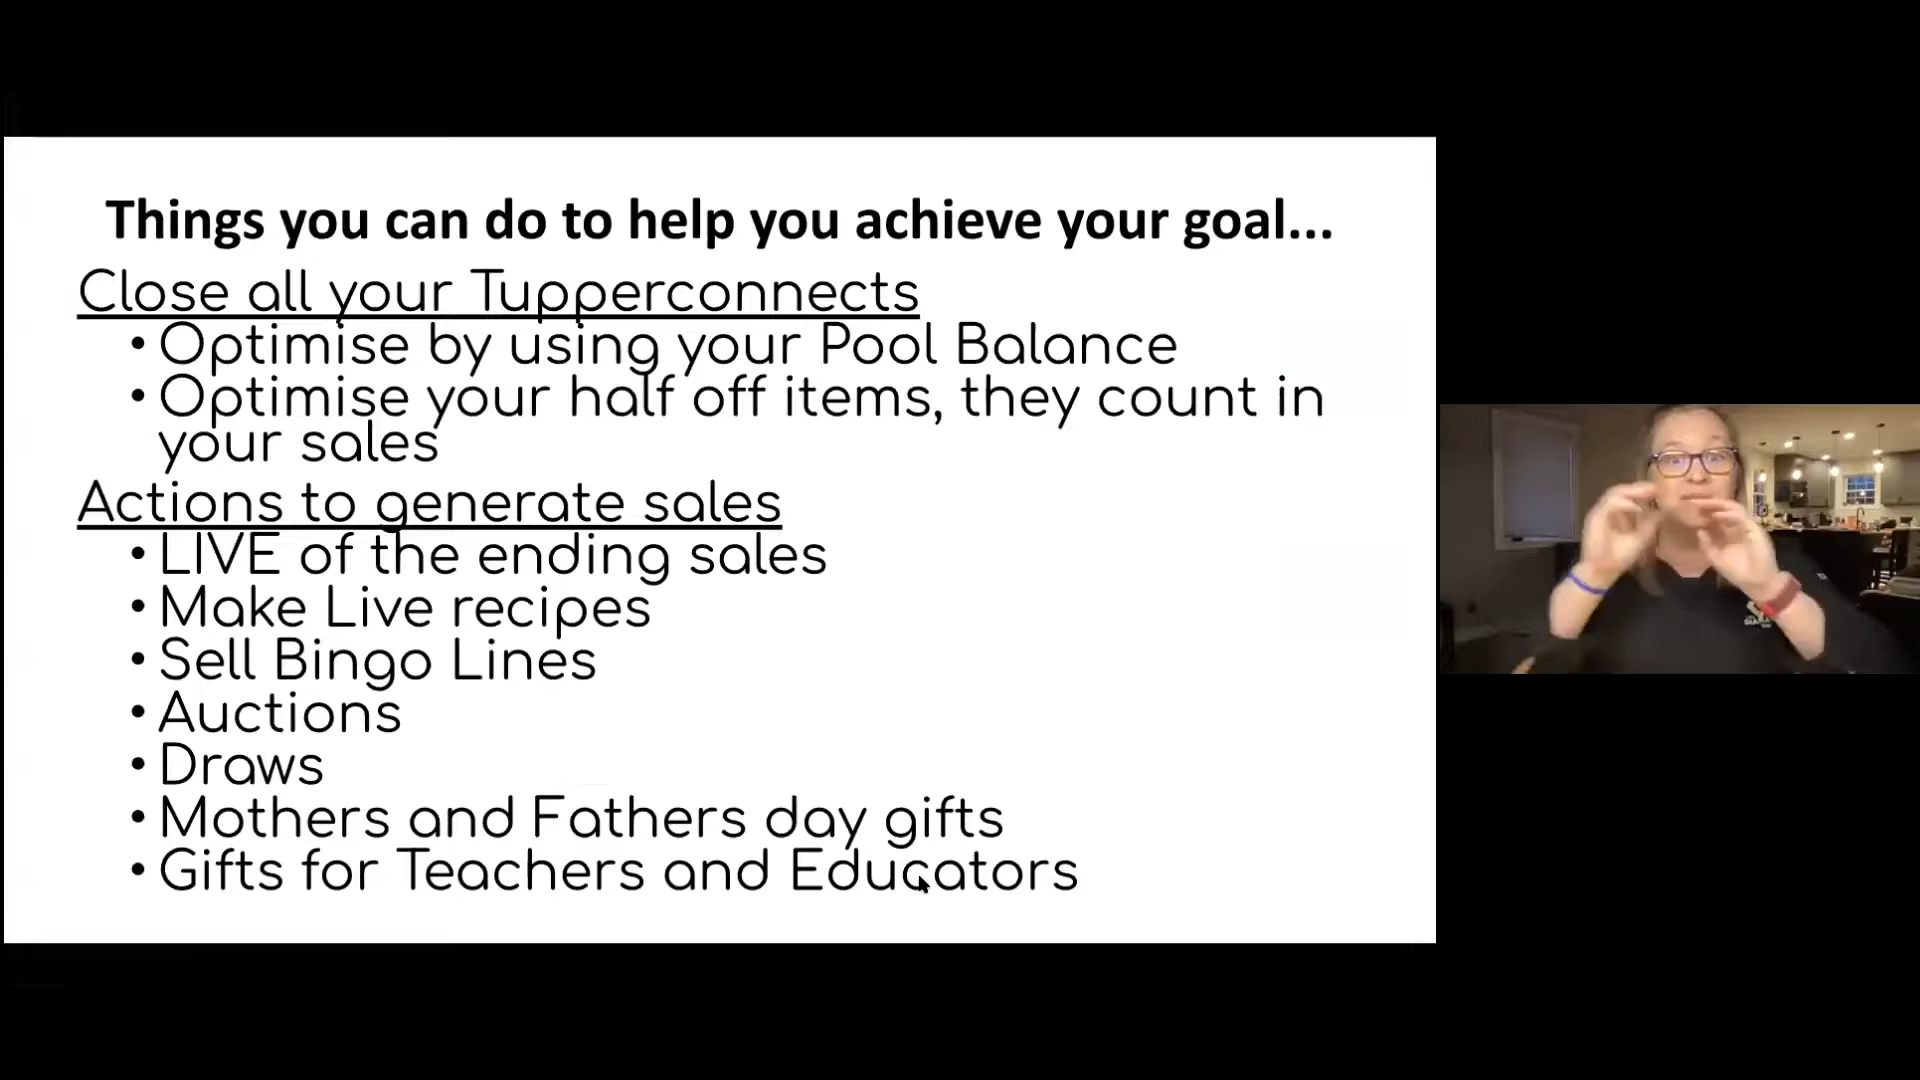 Things you can do to help you achieve your goal...
Close all your Tupperconnects
• Optimise by using your Pool Balance
• Optimise your half off items, they count in
your sales
Actions to generate sales
• LIVE of the ending sales
• Make Live recipes
• Sell Bingo Lines
• Auctions
• Draws
• Mothers and Fathers day gifts
• Gifts for Teachers and Educators